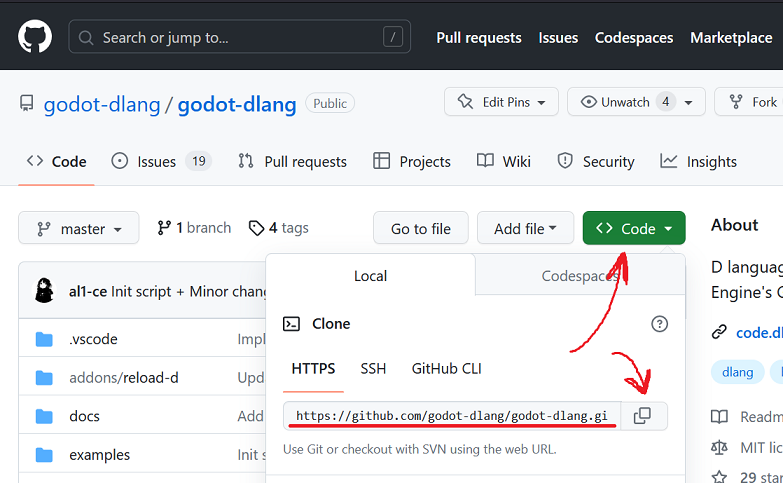 Search or jump to... /
Pull requests Issues Codespaces Marketplace
godot-dlang / godot-dlang Public
Edit Pins Unwatch 4 Fork
Code Issues 19 Pull requests Projects Wiki Security Insights
master 1 branch 4 tags Go to file Add file Code
About
D languag
Engine's
al1-ce Init script + Minor chang
Local Codespaces
Clone
HTTPS SSH GitHub CLI
https://github.com/godot-dlang/godot-dlang.gi
Use Git or checkout with SVN using the web URL.
.vscode Impl
addons/reload-d Upd
docs Add
examples Init s
code.dl
dlang
Readm
MIT lic
29 star